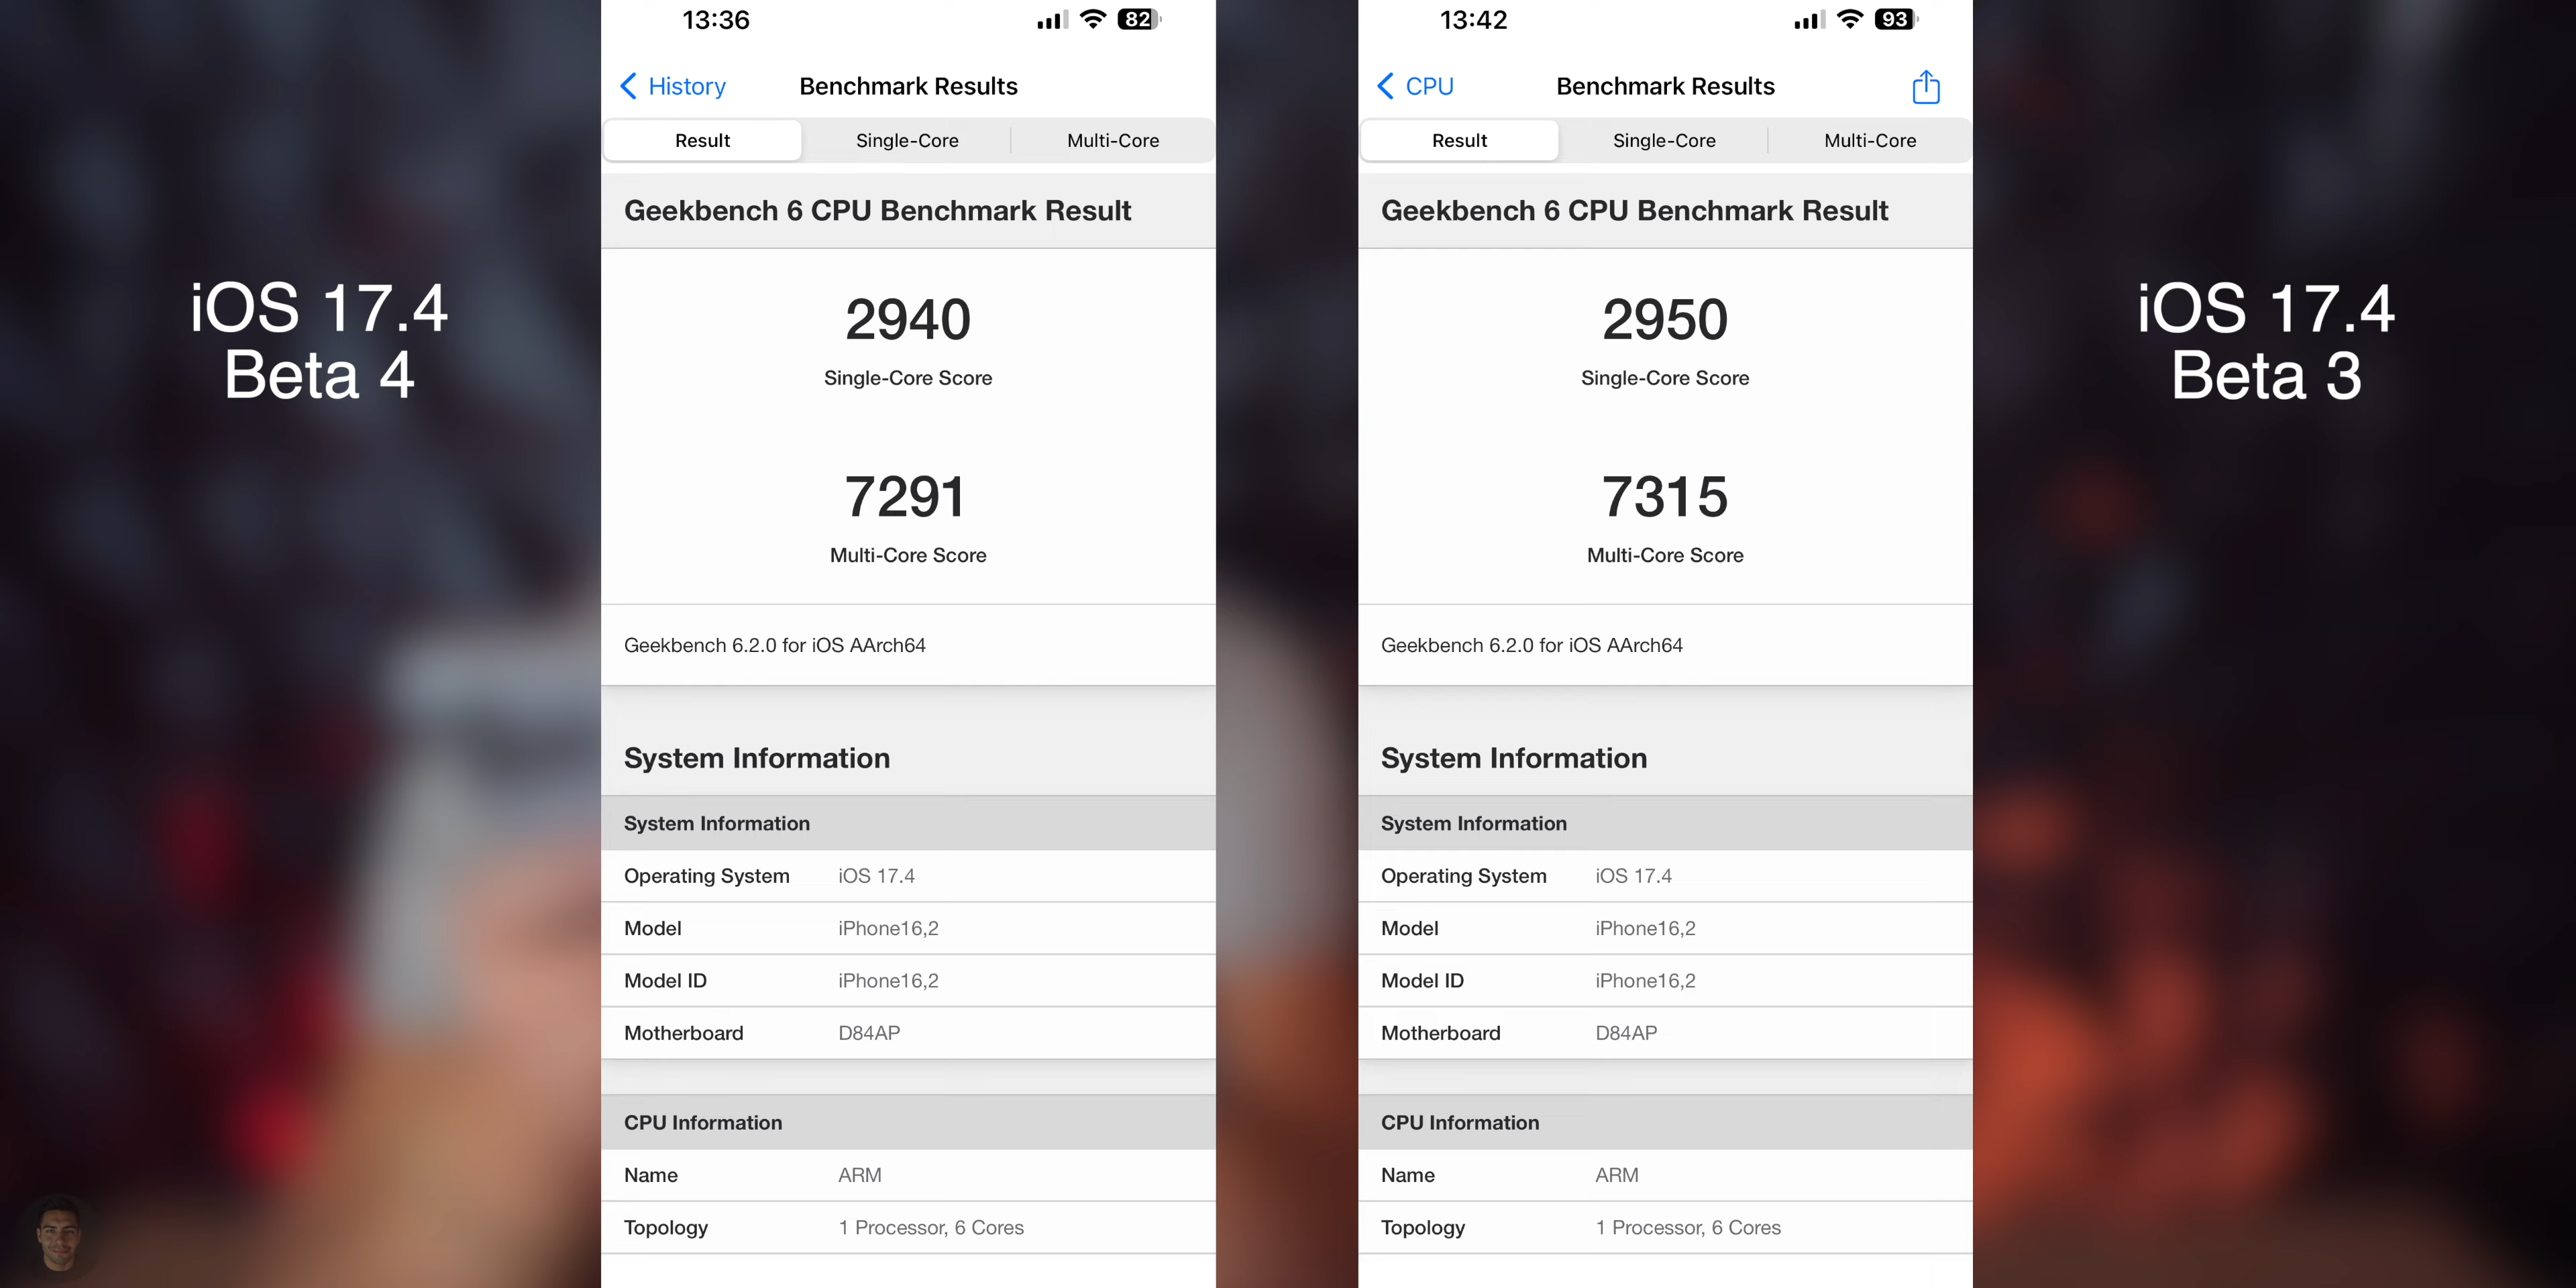 iOS 17.4
Beta 4
13:36
82
History
Benchmark Results
Result
Single-Core
Multi-Core
Geekbench 6 CPU Benchmark Result
2940
Single-Core Score
7291
Multi-Core Score
Geekbench 6.2.0 for iOS AArch64
System Information
System Information
Operating System iOS 17.4
Model iPhone16,2
Model ID iPhone16,2
Motherboard D84AP
CPU Information
Name ARM
Topology 1 Processor, 6 Cores
13:42
93
CPU
Benchmark Results
Result
Single-Core
Multi-Core
Geekbench 6 CPU Benchmark Result
2950
Single-Core Score
7315
Multi-Core Score
Geekbench 6.2.0 for iOS AArch64
System Information
System Information
Operating System iOS 17.4
Model iPhone16,2
Model ID iPhone16,2
Motherboard D84AP
CPU Information
Name ARM
Topology 1 Processor, 6 Cores
iOS 17.4
Beta 3